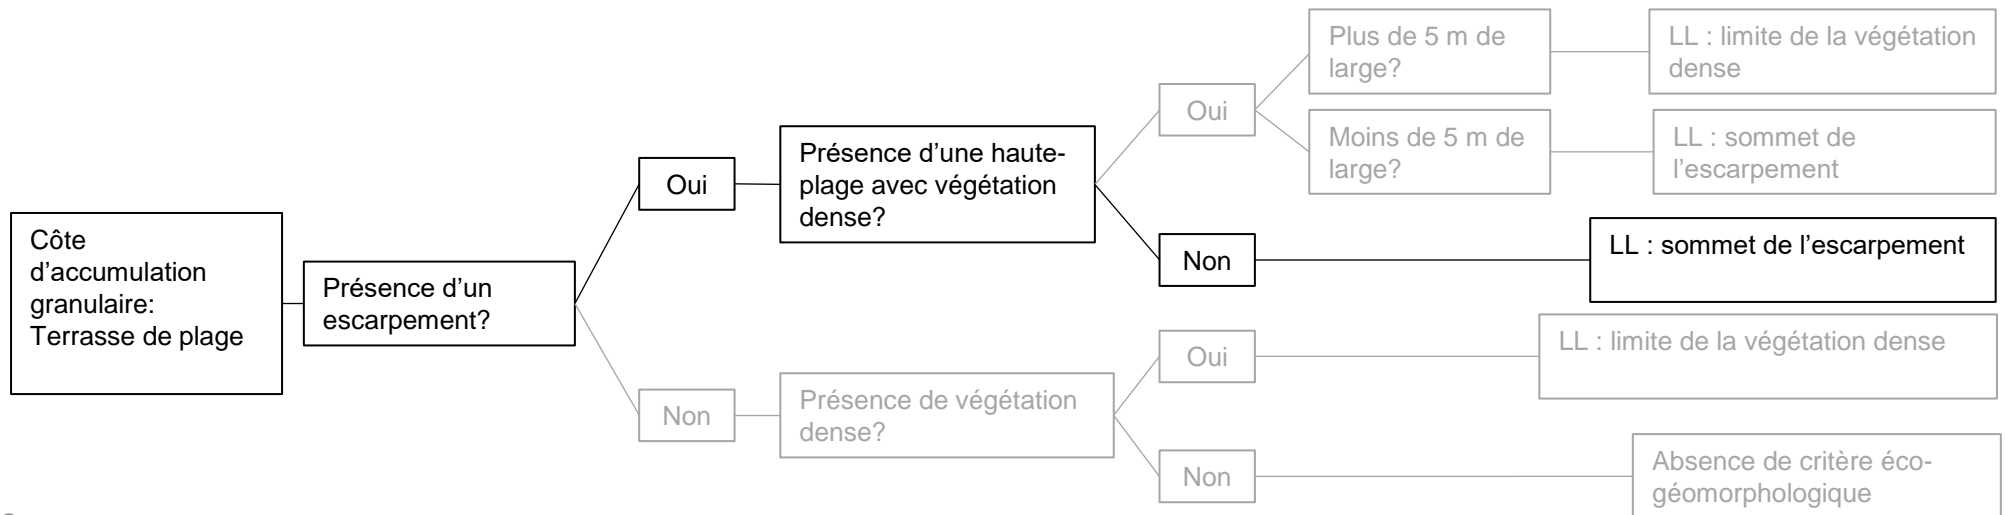 Côte
d'accumulation
granulaire:
Terrasse de plage
Présence d'un
escarpement?
Oui
Présence d'une haute-
plage avec végétation
dense?
Oui
Plus de 5 m de
large?
LL : limite de la végétation
dense
Moins de 5 m de
large?
LL : sommet de
l'escarpement
Non
LL : sommet de l'escarpement
Non
Présence de végétation
dense?
Oui
LL : limite de la végétation dense
Non
Absence de critère éco-
géomorphologique